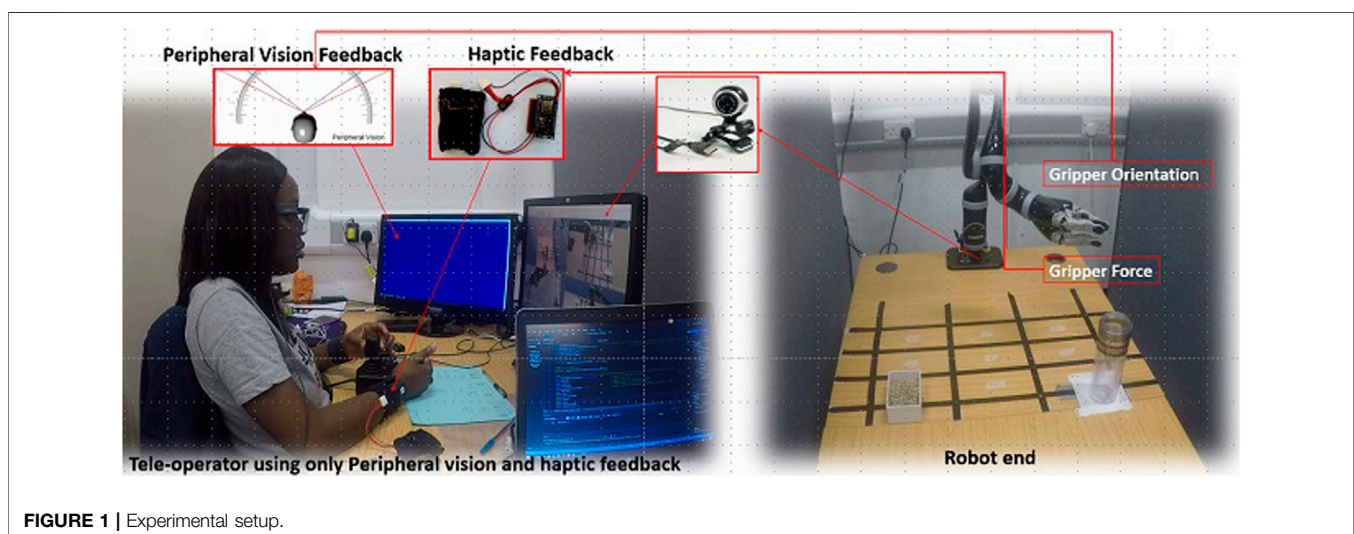 Peripheral Vision Feedback
Haptic Feedback
Peripheral Vision
Gripper Orientation
Gripper Force
Tele-operator using only Peripheral vision and haptic feedback
Robot end
FIGURE 1 | Experimental setup.